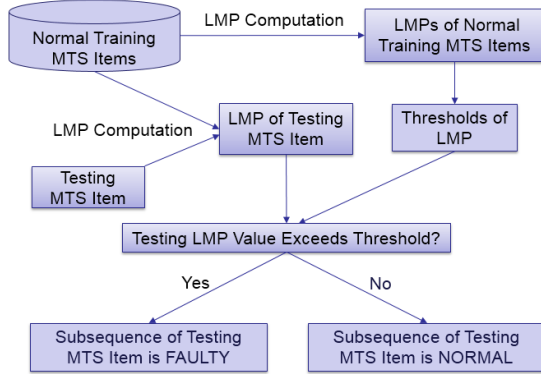 LMP Computation
Normal Training
MTS Items
LMPs of Normal
Training MTS Items
LMP Computation
LMP of Testing
MTS Item
Thresholds of
LMP
Testing
MTS Item
Testing LMP Value Exceeds Threshold?
Yes
No
Subsequence of Testing
MTS Item is FAULTY
Subsequence of Testing
MTS Item is NORMAL